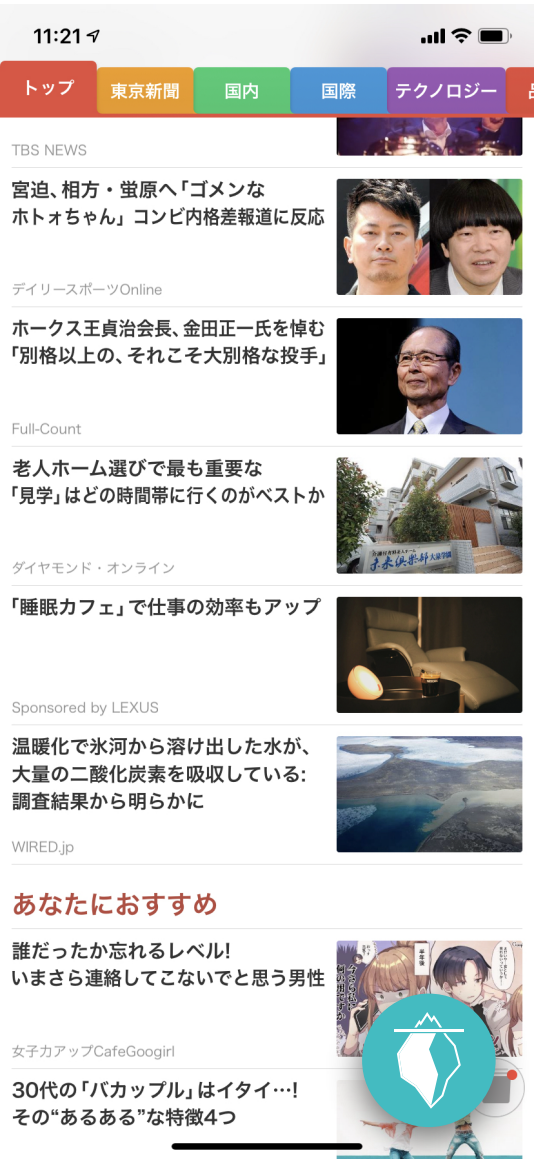 11:21
トップ
東京新聞
国内
国際
テクノロジー
TBS NEWS
宮迫、相方・蛍原へ「ゴメンな
ホトォちゃん」 コンビ内格差報道に反応
デイリースポーツOnline
ホークス王貞治会長、金田正一氏を悼む
「別格以上の、それこそ大別格な投手」
Full-Count
老人ホーム選びで最も重要な
「見学」はどの時間帯に行くのがベストか
ダイヤモンド・オンライン
「睡眠カフェ」で仕事の効率もアップ
Sponsored by LEXUS
温暖化で氷河から溶け出した水が、
大量の二酸化炭素を吸収している:
調査結果から明らかに
WIRED.jp
あなたにおすすめ
誰だったか忘れるレベル!
いまさら連絡してこないでと思う男性
半年後
今さら私に
何の用ですか
女子力アップCafeGoogirl
30代の「バカップル」はイタイ…!
その“あるある”な特徴4つ